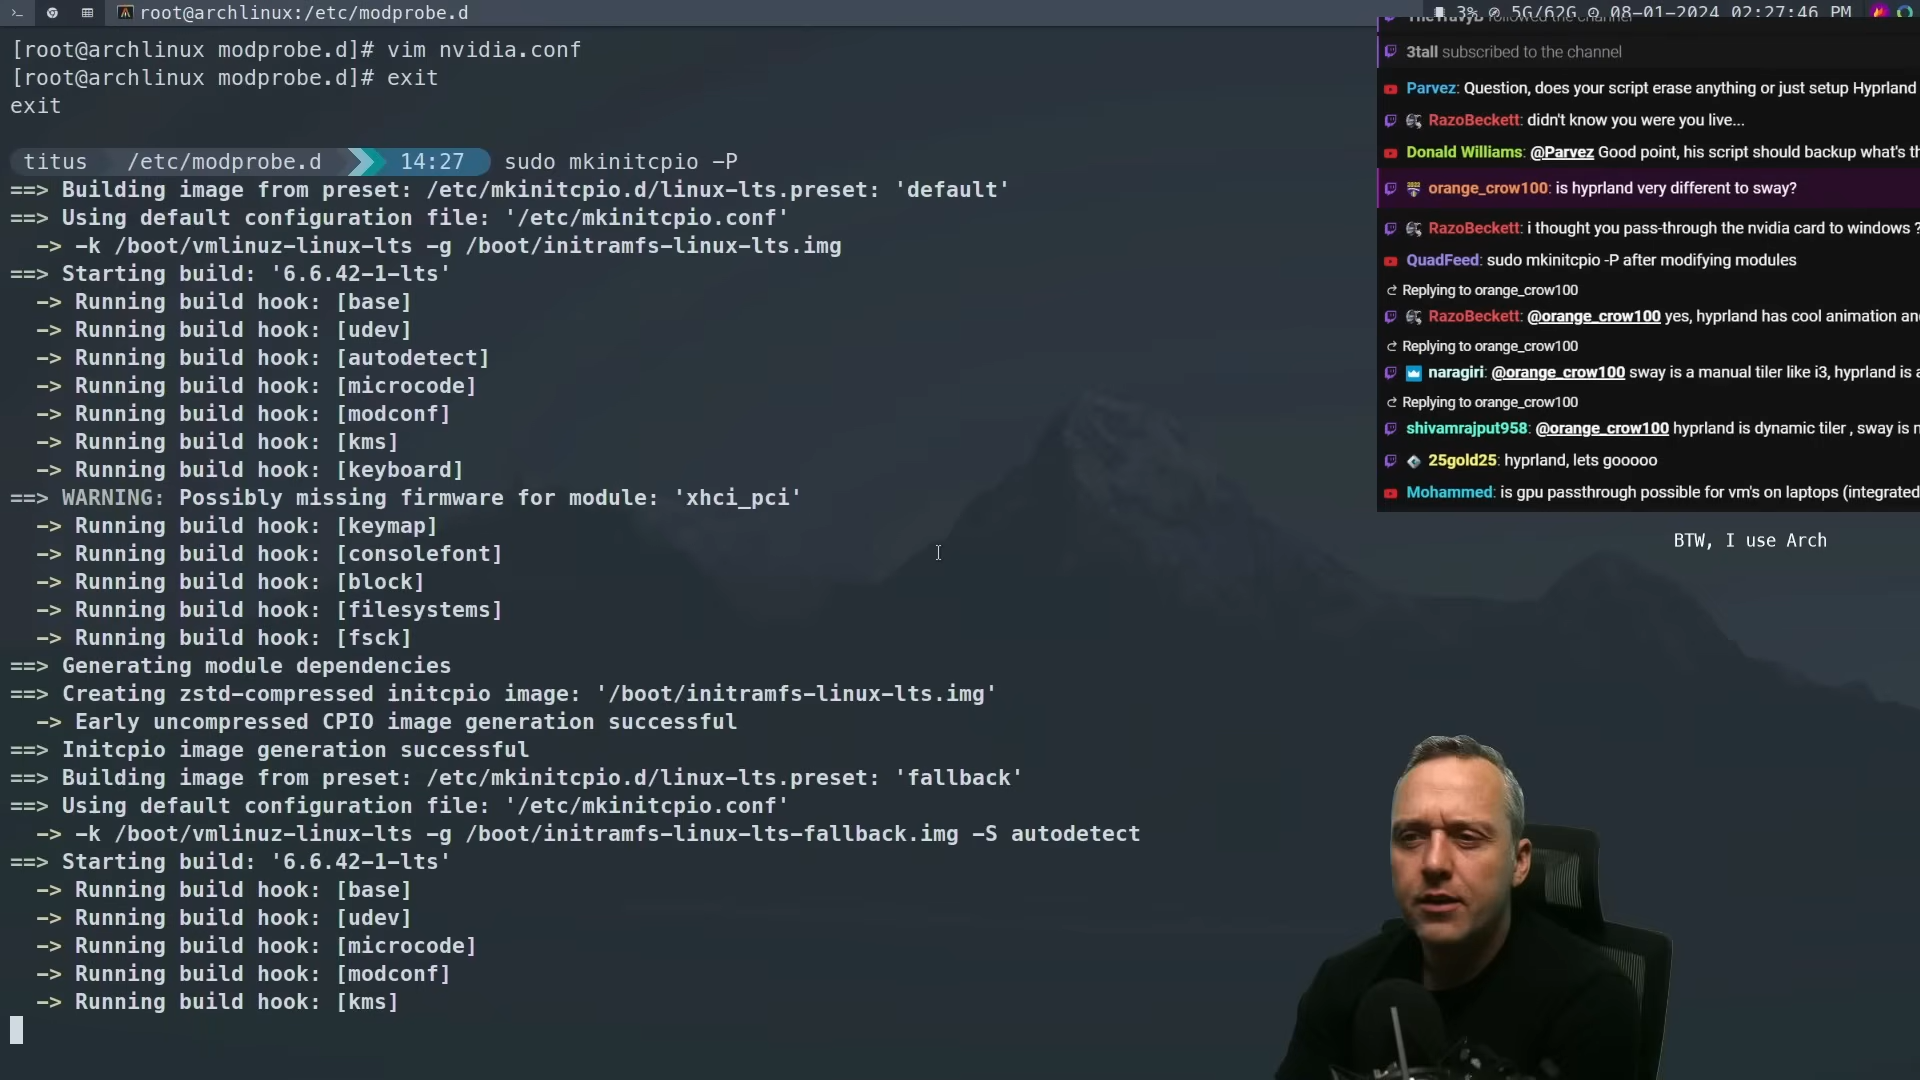 root@archlinux:/etc/modprobe.d
3% 5G/62G 08-01-2024 02:27:46 PM
[root@archlinux modprobe.d]# vim nvidia.conf
[root@archlinux modprobe.d]# exit
exit
titus /etc/modprobe.d 14:27 sudo mkinitcpio -P
==> Building image from preset: /etc/mkinitcpio.d/linux-lts.preset: 'default'
==> Using default configuration file: '/etc/mkinitcpio.conf'
-> -k /boot/vmlinuz-linux-lts -g /boot/initramfs-linux-lts.img
==> Starting build: '6.6.42-1-lts'
-> Running build hook: [base]
-> Running build hook: [udev]
-> Running build hook: [autodetect]
-> Running build hook: [microcode]
-> Running build hook: [modconf]
-> Running build hook: [kms]
-> Running build hook: [keyboard]
==> WARNING: Possibly missing firmware for module: 'xhci_pci'
-> Running build hook: [keymap]
-> Running build hook: [consolefont]
-> Running build hook: [block]
-> Running build hook: [filesystems]
-> Running build hook: [fsck]
==> Generating module dependencies
==> Creating zstd-compressed initcpio image: '/boot/initramfs-linux-lts.img'
-> Early uncompressed CPIO image generation successful
==> Initcpio image generation successful
==> Building image from preset: /etc/mkinitcpio.d/linux-lts.preset: 'fallback'
==> Using default configuration file: '/etc/mkinitcpio.conf'
-> -k /boot/vmlinuz-linux-lts -g /boot/initramfs-linux-lts-fallback.img -S autodetect
==> Starting build: '6.6.42-1-lts'
-> Running build hook: [base]
-> Running build hook: [udev]
-> Running build hook: [microcode]
-> Running build hook: [modconf]
-> Running build hook: [kms]
followed the channel
3tall subscribed to the channel
Parvez: Question, does your script erase anything or just setup Hyprland
RazoBeckett: didn't know you were you live...
Donald Williams: @Parvez Good point, his script should backup what's
orange_crow100: is hyprland very different to sway?
RazoBeckett: i thought you pass-through the nvidia card to windows ?
QuadFeed: sudo mkinitcpio -P after modifying modules
Replying to orange_crow100
RazoBeckett: @orange_crow100 yes, hyprland has cool animation
Replying to orange_crow100
naragiri: @orange_crow100 sway is a manual tiler like i3, hyprland is
Replying to orange_crow100
shivamrajput958: @orange_crow100 hyprland is dynamic tiler , sway is
25gold25: hyprland, lets gooooo
Mohammed: is gpu passthrough possible for vm's on laptops (integrated
BTW, I use Arch